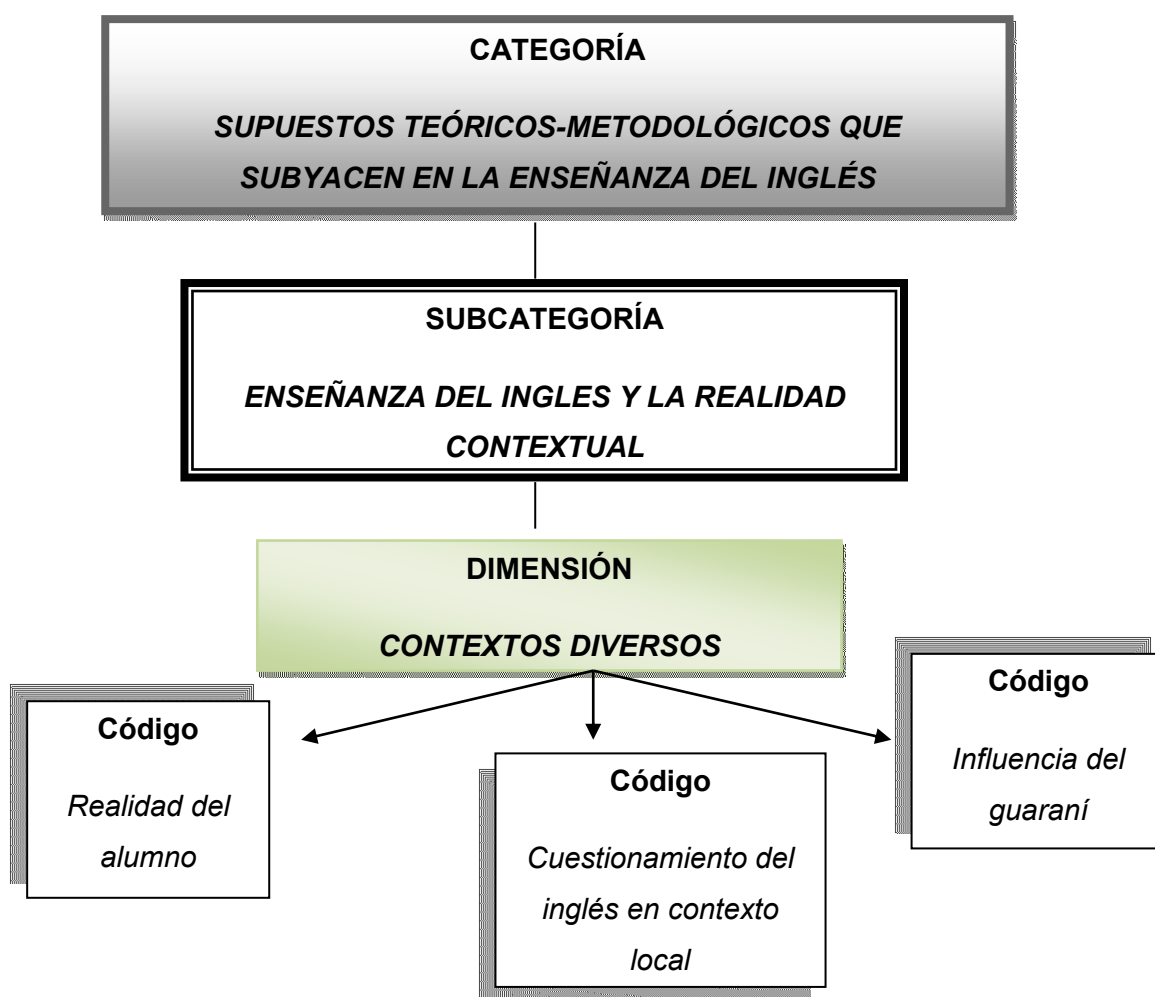 CATEGORÍA
SUPUESTOS TEÓRICOS-METODOLÓGICOS QUE
SUBYACEN EN LA ENSEÑANZA DEL INGLÉS
SUBCATEGORÍA
ENSEÑANZA DEL INGLES Y LA REALIDAD
CONTEXTUAL
DIMENSIÓN
CONTEXTOS DIVERSOS
Código
Realidad del
alumno
Código
Cuestionamiento del
inglés en contexto
local
Código
Influencia del
guaraní